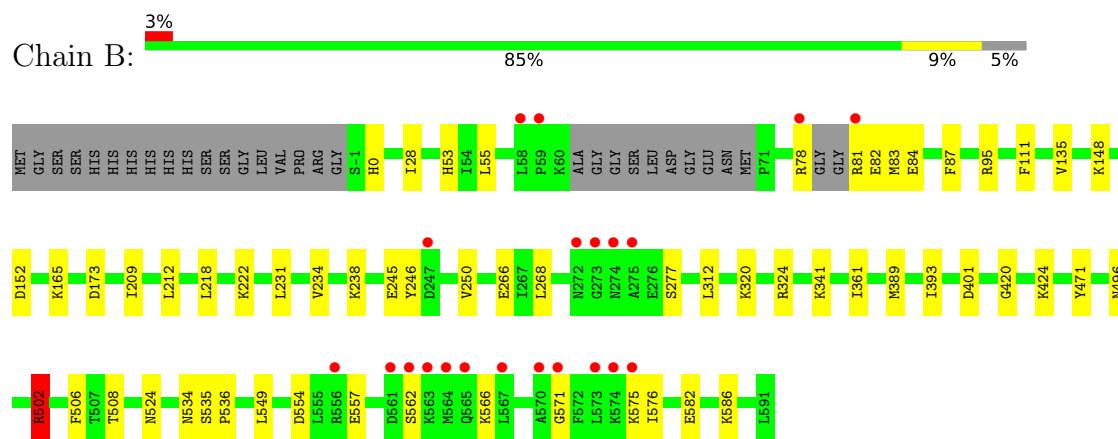 3%
Chain B:
85% 9% 5%
MET GLY SER SER HIS HIS HIS HIS HIS HIS SER SER GLY LEU VAL PRO ARG GLY S-1 H0 I28 H53 I54 L55 L58 P59 K60 ALA GLY GLY SER LEU ASP GLY GLU ASN MET P71 R78 GLY GLY R81 E82 M83 E84 F87 R95 F111 V135 K148
D152 K165 D173 I209 L212 L218 K222 L231 V234 K238 E245 Y246 D247 V250 E266 I267 L268 N272 G273 N274 A275 E276 S277 L312 K320 R324 K341 I361 M389 I393 D401 G420 K424 Y471 N496
R502 F506 T507 T508 N524 N534 S535 P536 L549 D554 L555 R556 E557 D561 S562 K563 M564 Q565 K566 L567 A570 G571 F572 L573 K574 K575 I576 E582 K586 L591